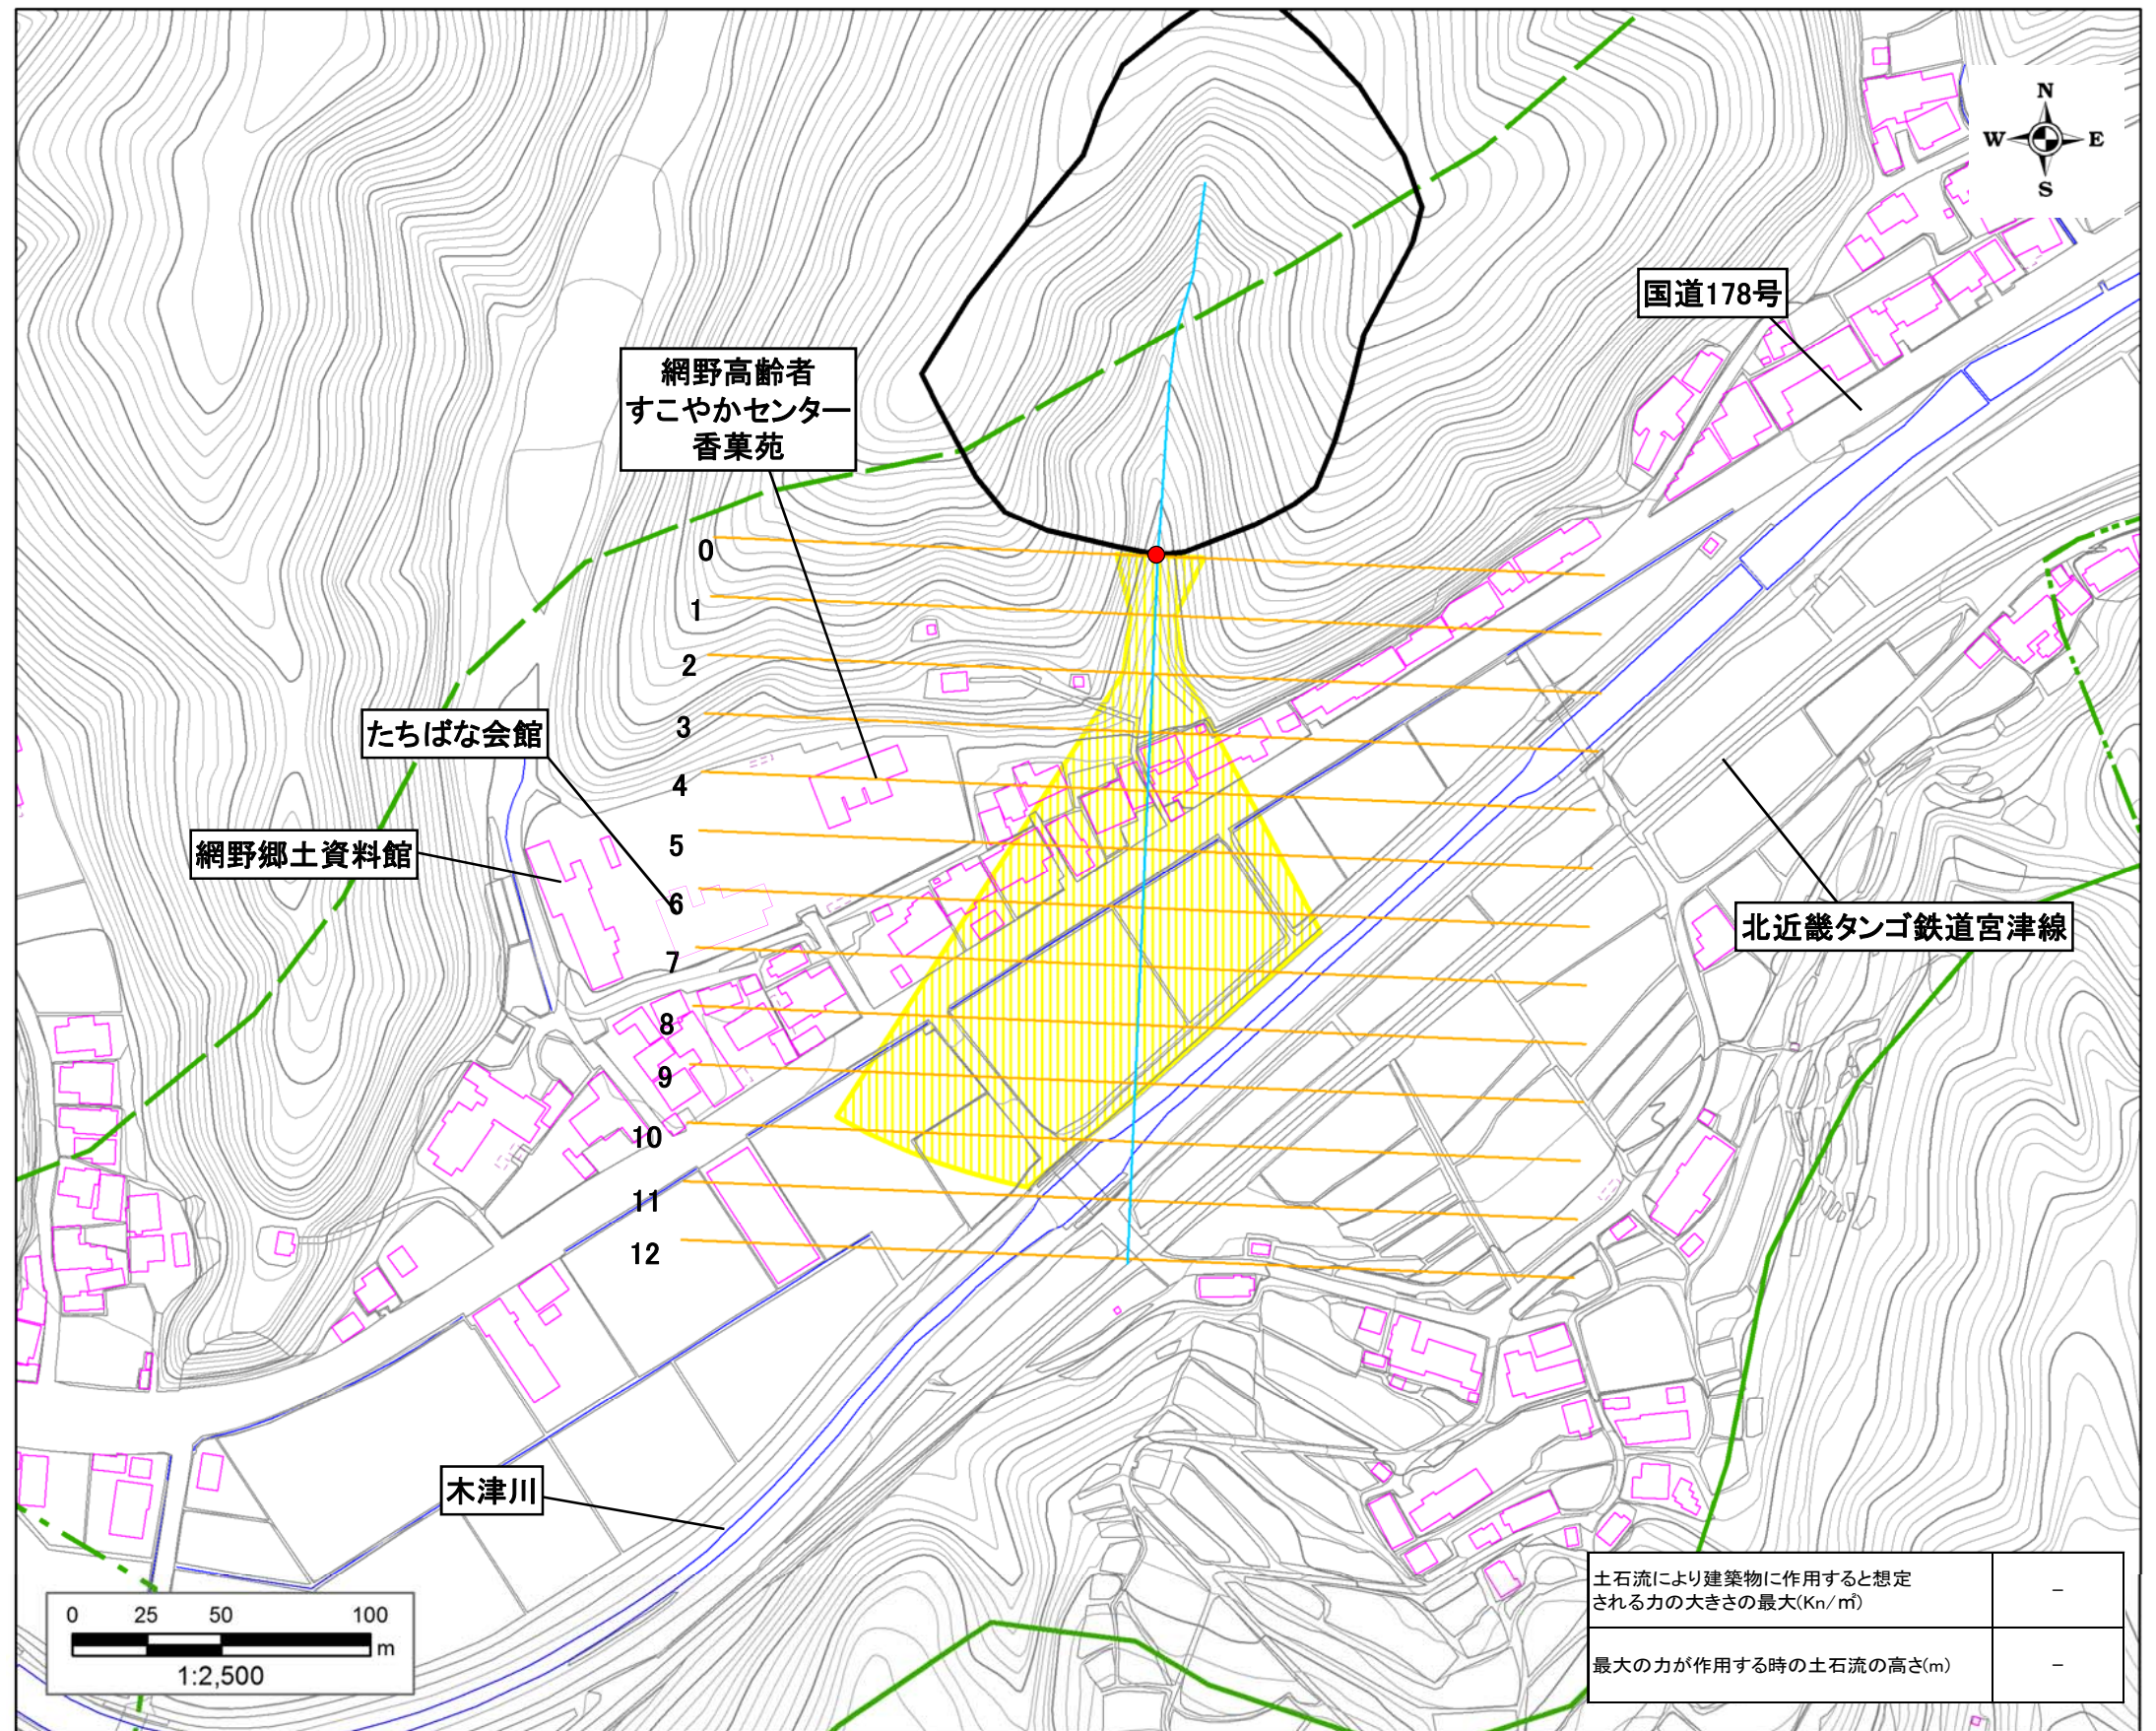 N
W
E
S
国道178号
網野高齢者
すこやかセンター
香菓苑
0
1
2
3
たちばな会館
4
網野郷土資料館
5
6
北近畿タンゴ鉄道宮津線
7
8
9
10
11
12
木津川
土石流により建築物に作用すると想定
される力の大きさの最大(Kn/㎡)
－
最大の力が作用する時の土石流の高さ(m)
－
0 25 50 100
m
1:2,500